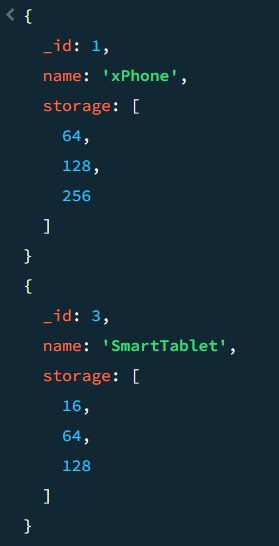 {
  _id: 1,
  name: 'xPhone',
  storage: [
    64,
    128,
    256
  ]
}
{
  _id: 3,
  name: 'SmartTablet',
  storage: [
    16,
    64,
    128
  ]
}